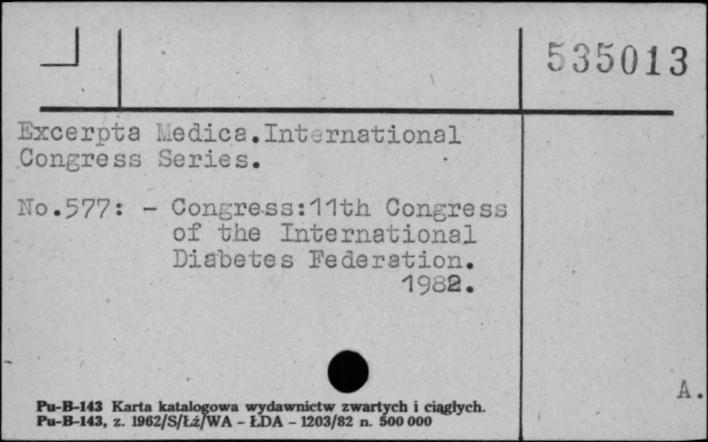 535013
Excerpta Medica.International
Congress Series.
No.577: - Congress:11th Congress
of the International
Diabetes Federation.
1982.
A.
Pu-B-143 Karta katalogowa wydawnictw zwartych i ciągłych.
Pu-B-143, z. 1962/S/Łż/WA - ŁDA - 1203/82 n. 500 000